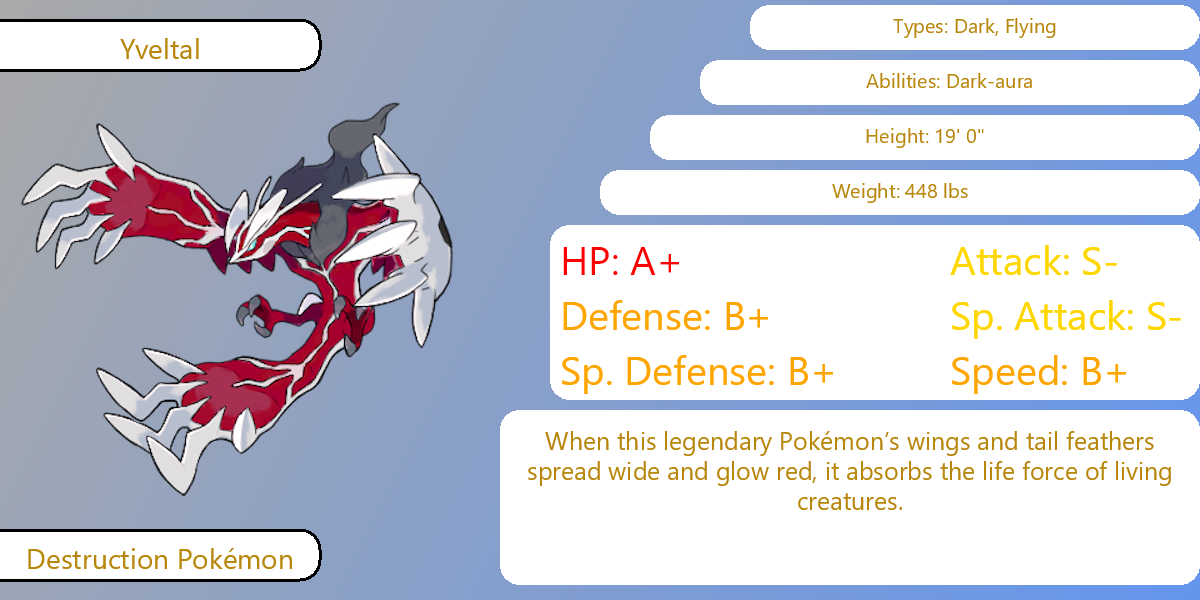 Yveltal
Types: Dark, Flying
Abilities: Dark-aura
Height: 19' 0"
Weight: 448 lbs
HP: A+
Attack: S-
Defense: B+
Sp. Attack: S-
Sp. Defense: B+
Speed: B+
When this legendary Pokémon’s wings and tail feathers
spread wide and glow red, it absorbs the life force of living
creatures.
Destruction Pokémon